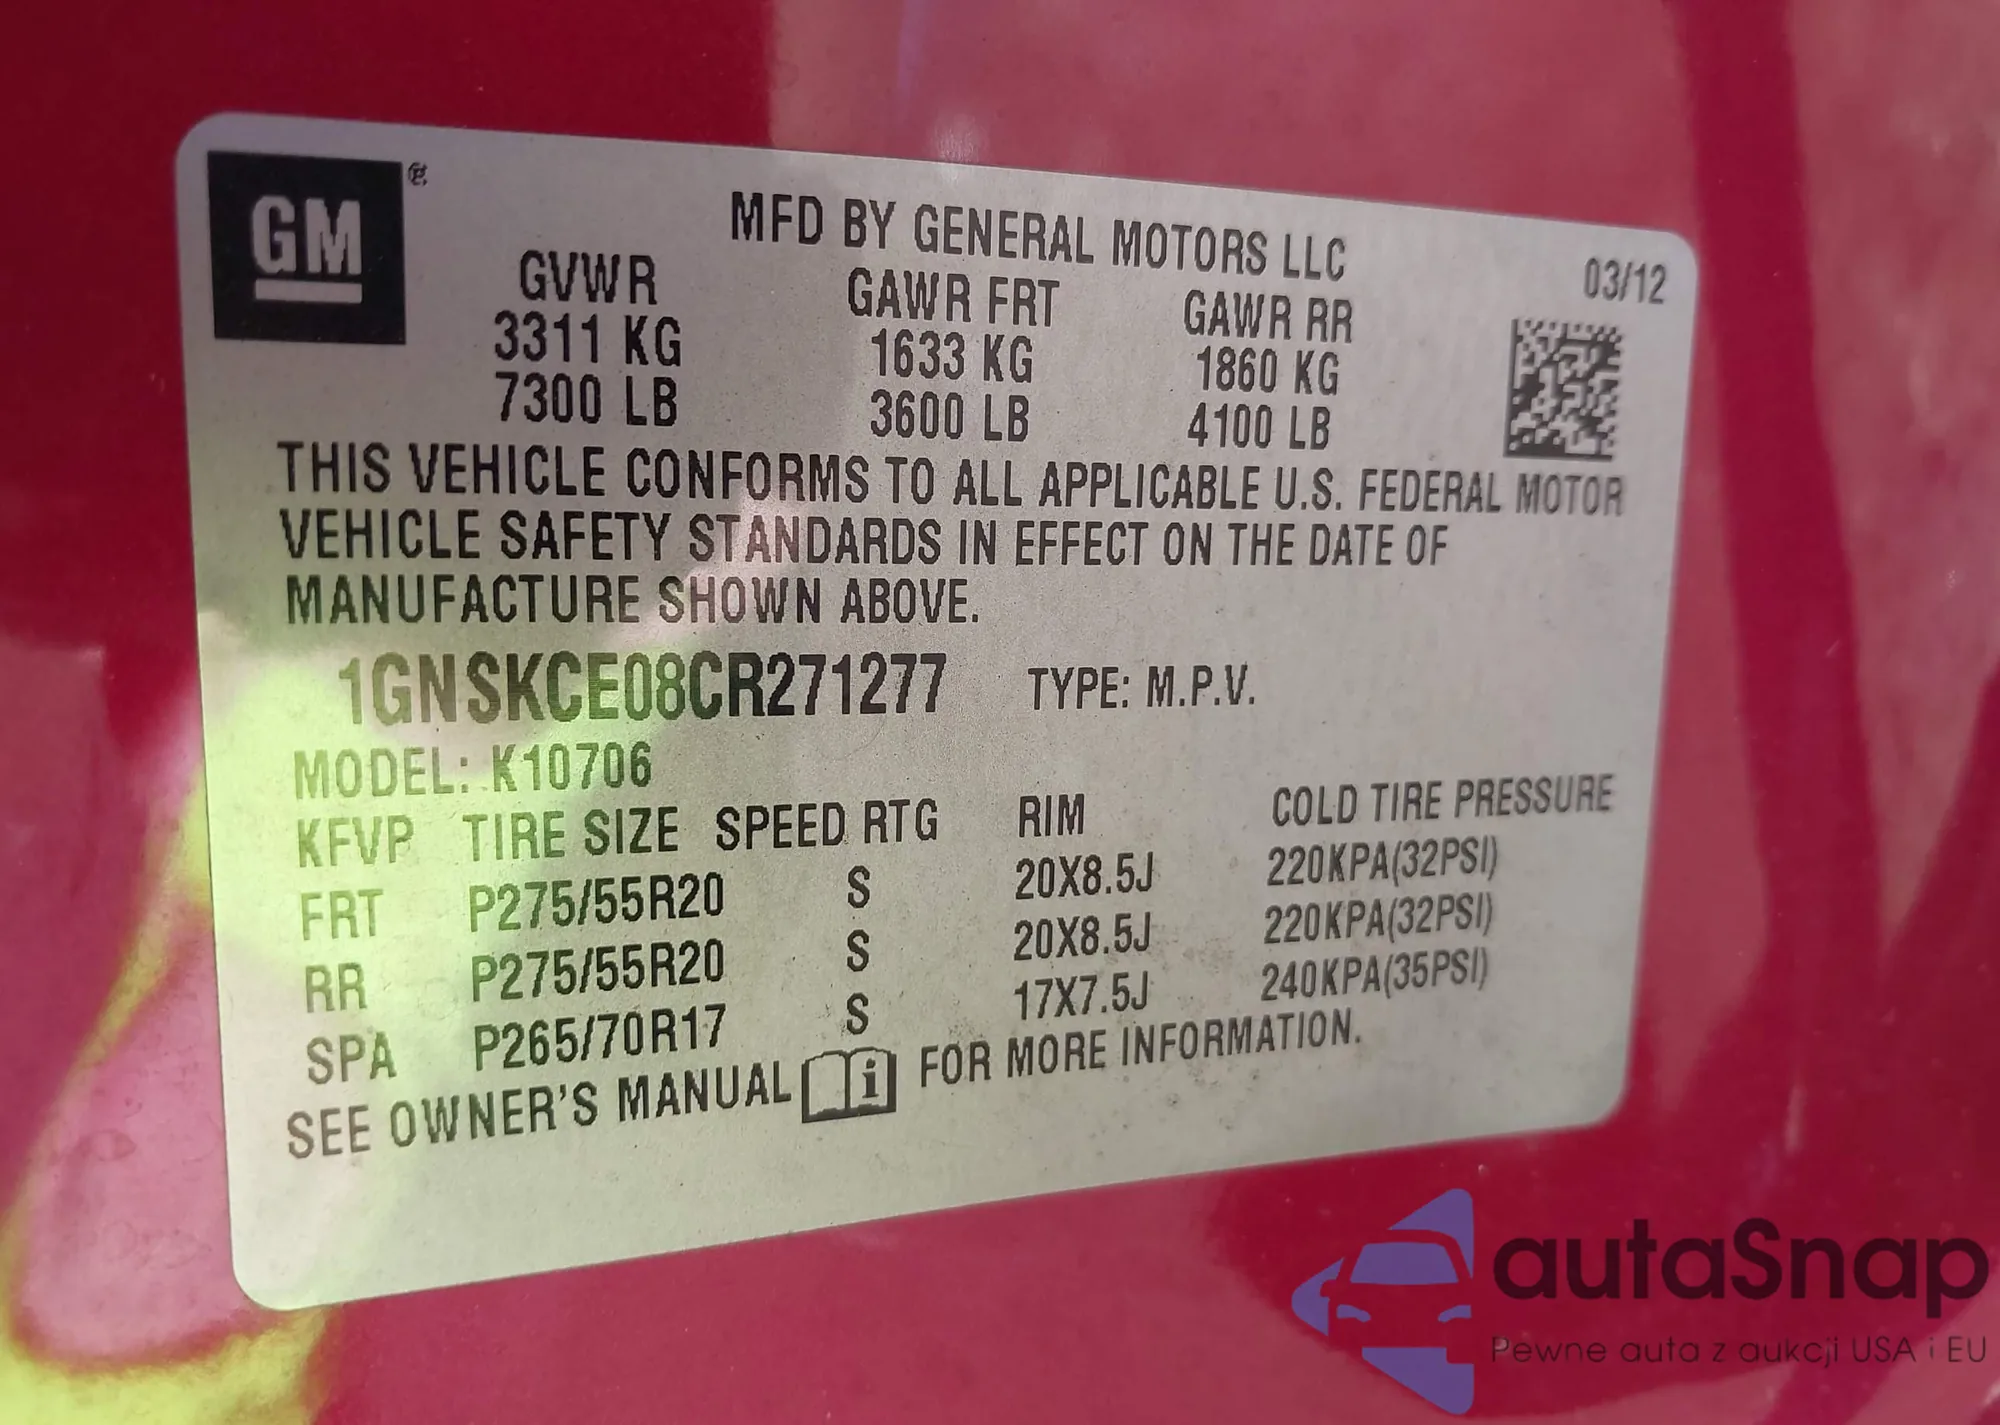 GM ®
MFD BY GENERAL MOTORS LLC
03/12
GVWR GAWR FRT GAWR RR
3311 KG 1633 KG 1860 KG
7300 LB 3600 LB 4100 LB
THIS VEHICLE CONFORMS TO ALL APPLICABLE U.S. FEDERAL MOTOR
VEHICLE SAFETY STANDARDS IN EFFECT ON THE DATE OF
MANUFACTURE SHOWN ABOVE.
1GNSKCE08CR271277 TYPE: M.P.V.
MODEL: K10706
KFVP TIRE SIZE SPEED RTG RIM COLD TIRE PRESSURE
FRT P275/55R20 S 20X8.5J 220KPA(32PSI)
RR P275/55R20 S 20X8.5J 220KPA(32PSI)
SPA P265/70R17 S 17X7.5J 240KPA(35PSI)
SEE OWNER'S MANUAL i FOR MORE INFORMATION.
autaSnap
Pewne auta z aukcji USA i EU